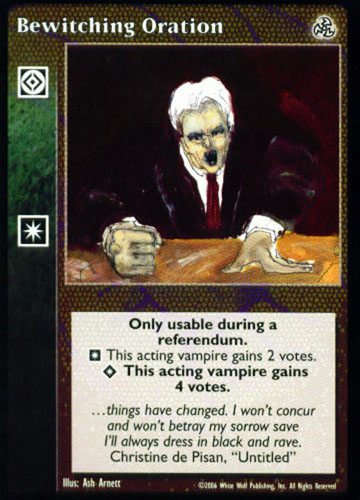 Bewitching Oration
Only usable during a
referendum.
This acting vampire gains 2 votes.
This acting vampire gains
4 votes.
...things have changed. I won't concur
and won't betray my sorrow save
I'll always dress in black and rave.
Christine de Pisan, "Untitled"
Illus: Ash Arnett
©2006 White Wolf Publishing, Inc. All Rights Reserved